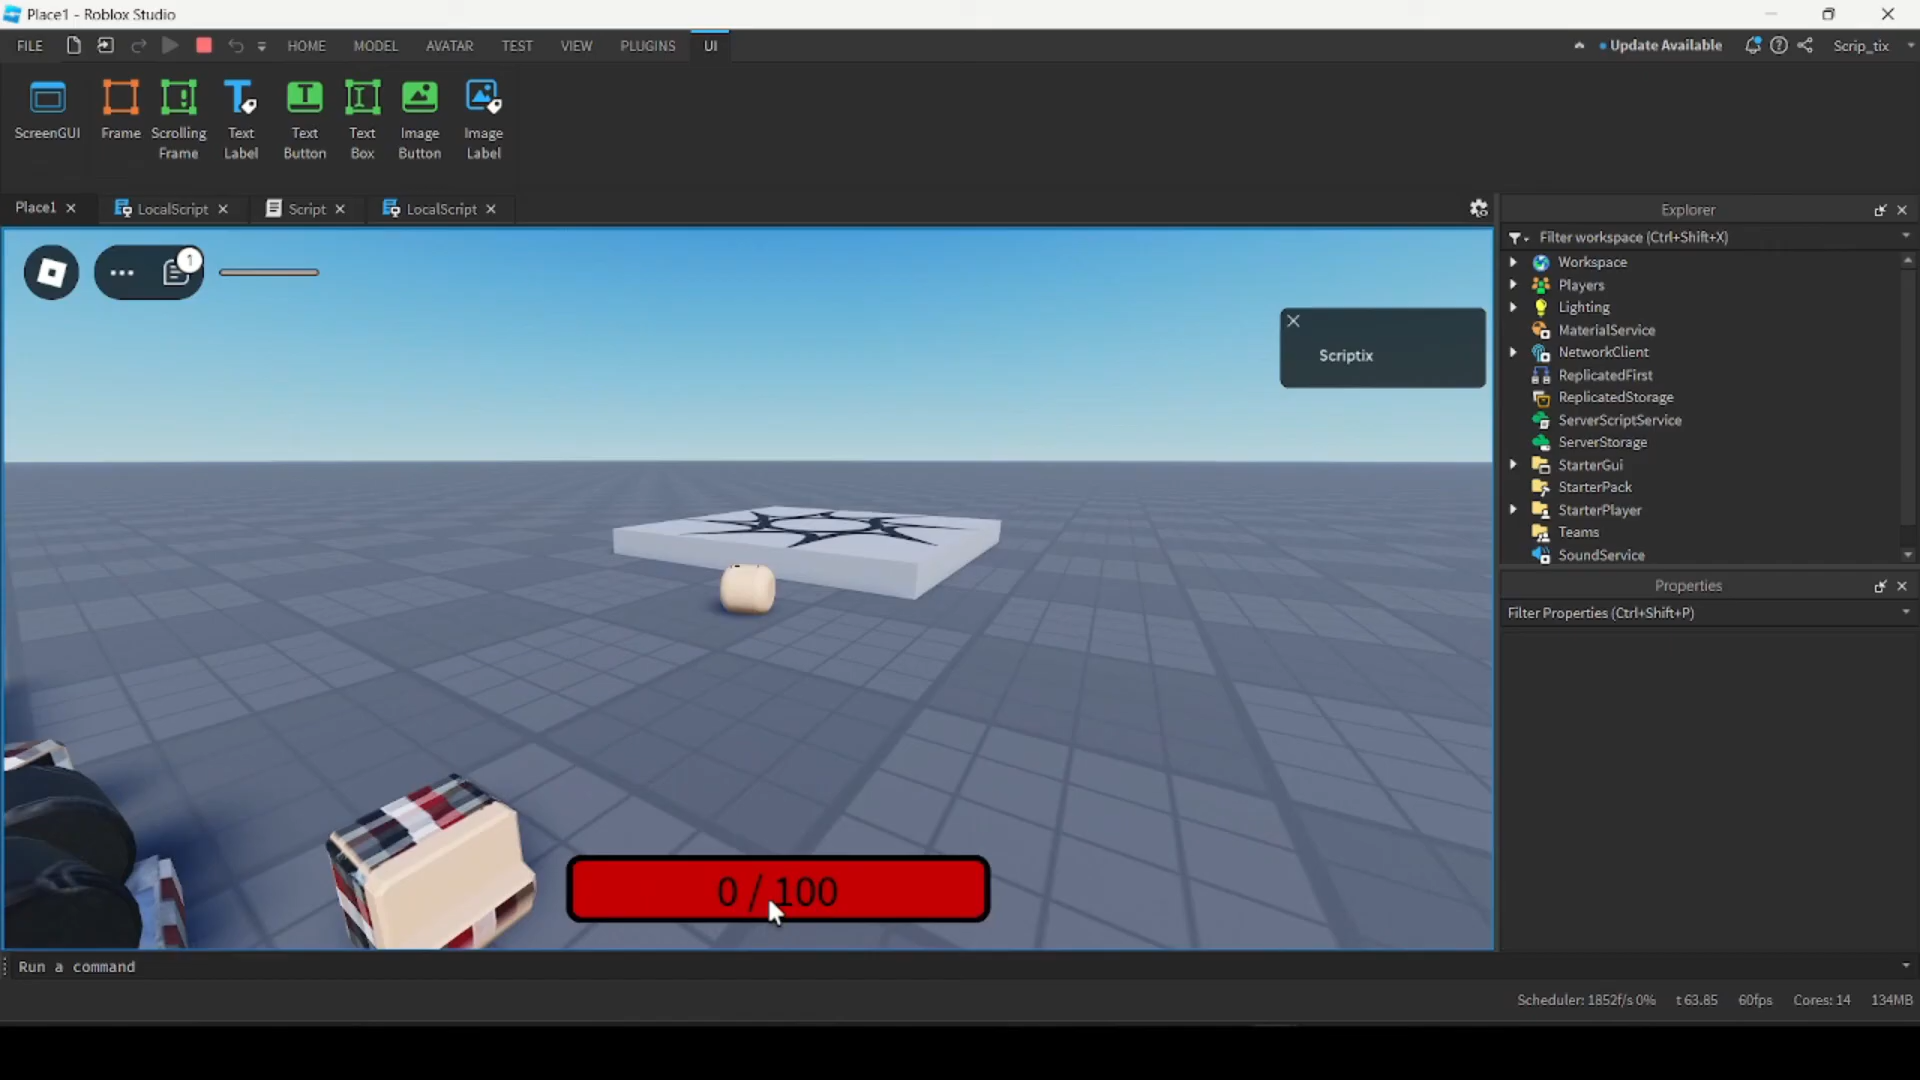 Place1 - Roblox Studio
FILE HOME MODEL AVATAR TEST VIEW PLUGINS UI Update Available Scrip_tix
ScreenGUI Frame Scrolling Frame Text Label Text Button Text Box Image Button Image Label
Place1 LocalScript Script LocalScript
1
Scriptix
0 / 100
Explorer
Filter workspace (Ctrl+Shift+X)
Workspace
Players
Lighting
MaterialService
NetworkClient
ReplicatedFirst
ReplicatedStorage
ServerScriptService
ServerStorage
StarterGui
StarterPack
StarterPlayer
Teams
SoundService
Properties
Filter Properties (Ctrl+Shift+P)
Run a command
Scheduler: 1852f/s 0% t 63.85 60fps Cores: 14 134MB